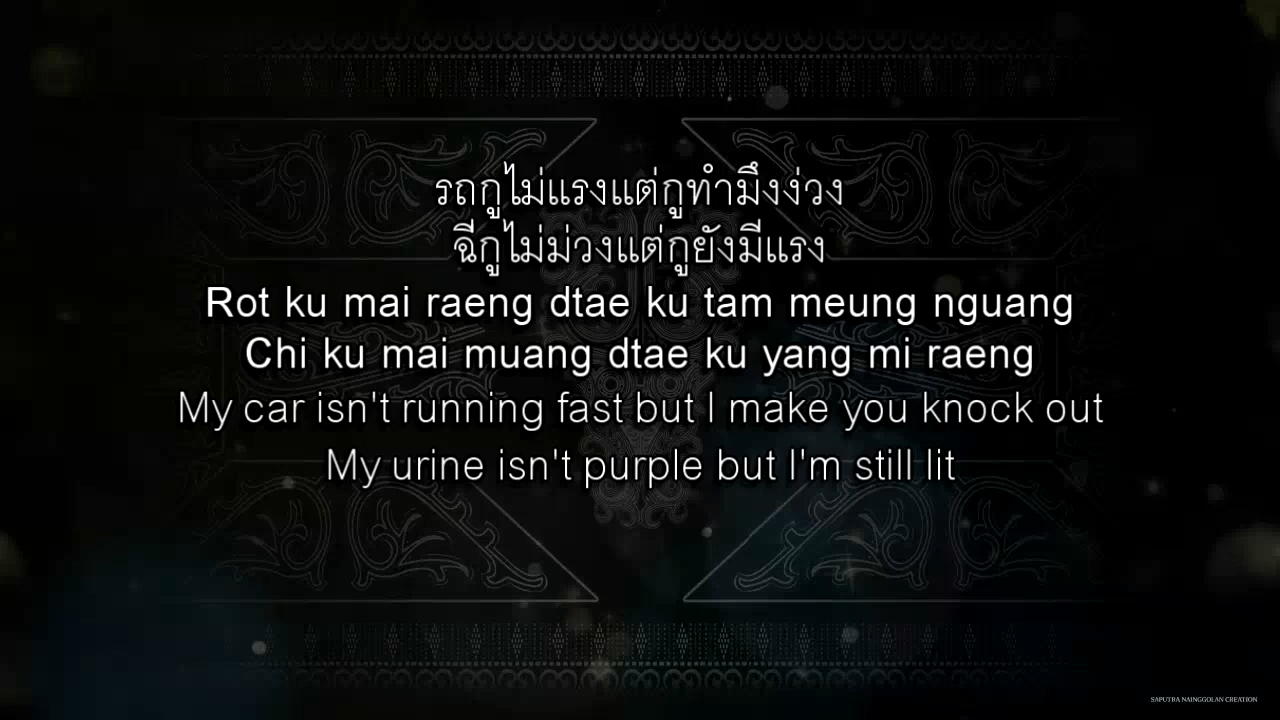 รถกูไม่แรงแต่กูทำมึงง่วง
ฉี่กูไม่ม่วงแต่กูยังมีแรง
Rot ku mai raeng dtae ku tam meung nguang
Chi ku mai muang dtae ku yang mi raeng
My car isn't running fast but I make you knock out
My urine isn't purple but I'm still lit
SAPUTRA NAINGGOLAN CREATION